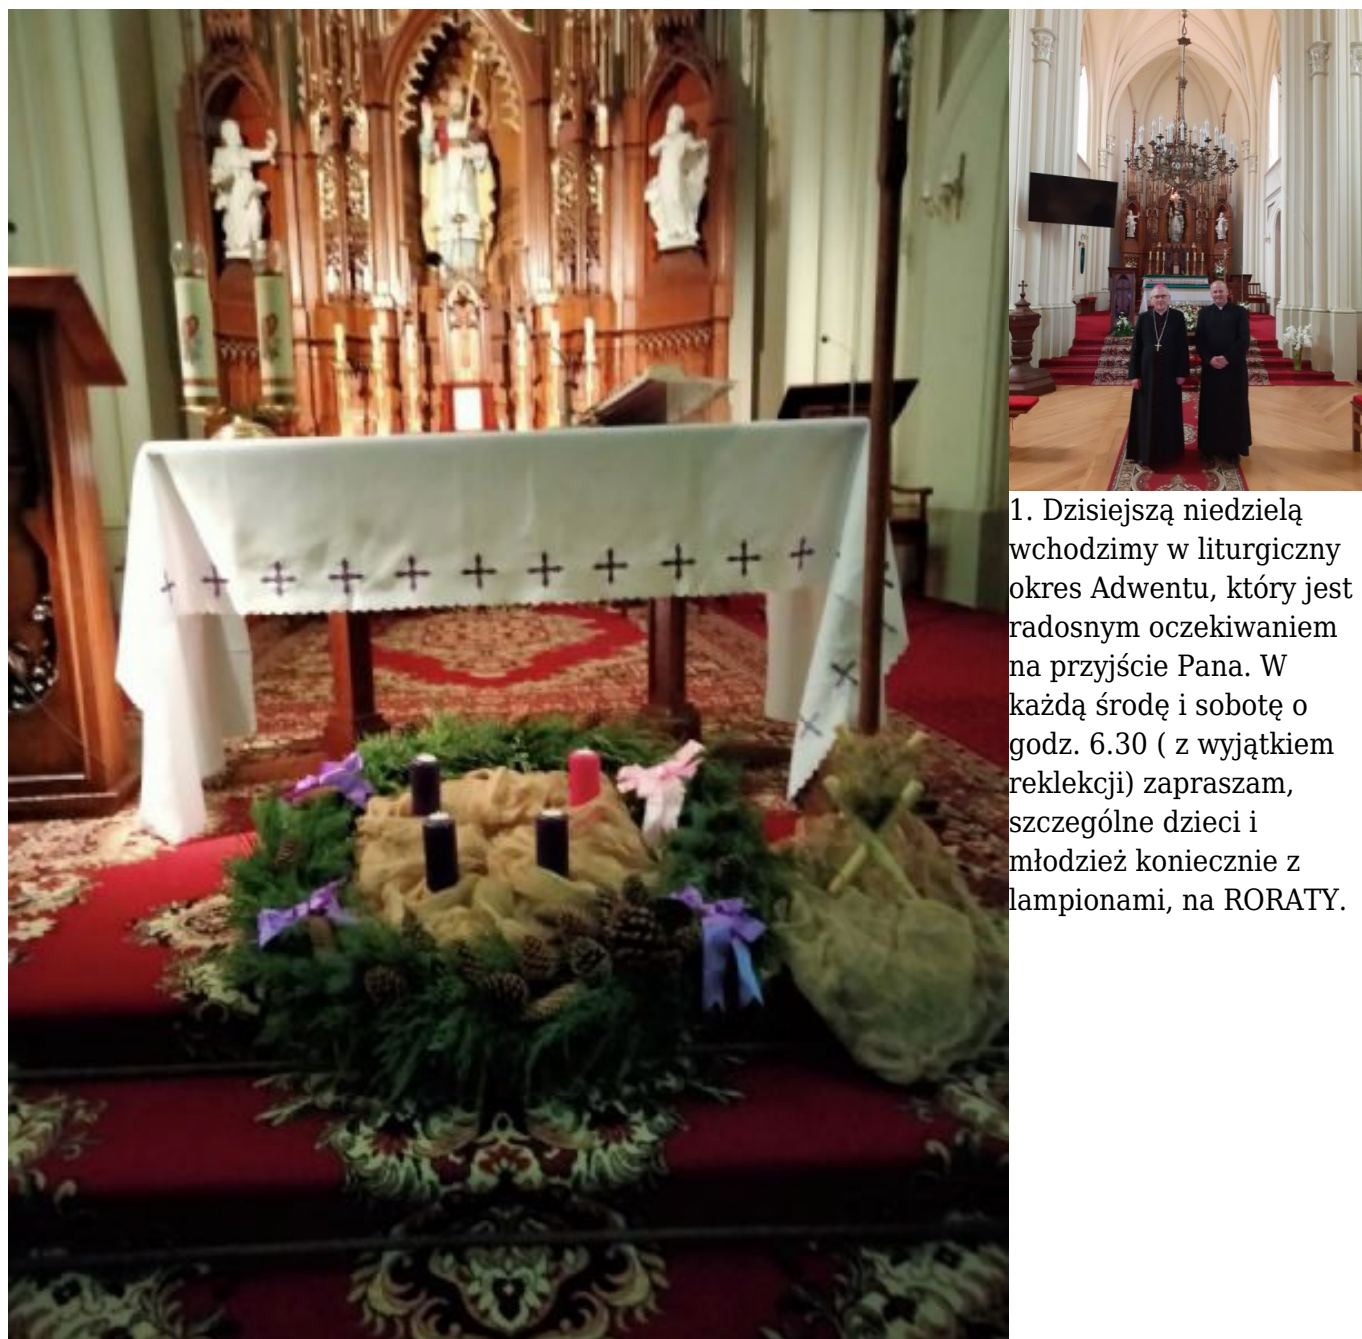 1. Dzisiejszą niedzielą
wchodzimy w liturgiczny
okres Adwentu, który jest
radosnym oczekiwaniem
na przyjście Pana. W
każdą środę i sobotę o
godz. 6.30 ( z wyjątkiem
reklekcji) zapraszam,
szczególne dzieci i
młodzież koniecznie z
lampionami, na RORATY.